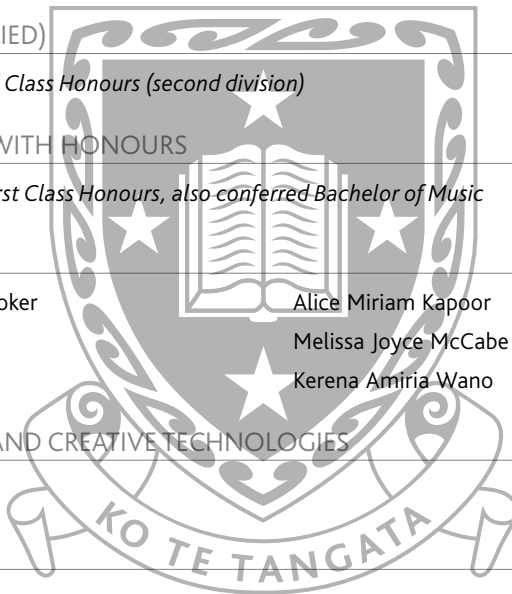 IED)
Class Honours (second division)
WITH HONOURS
rst Class Honours, also conferred Bachelor of Music
oker
Alice Miriam Kapoor
Melissa Joyce McCabe
Kerena Amiria Wano
AND CREATIVE TECHNOLOGIES
KO TE TANGATA